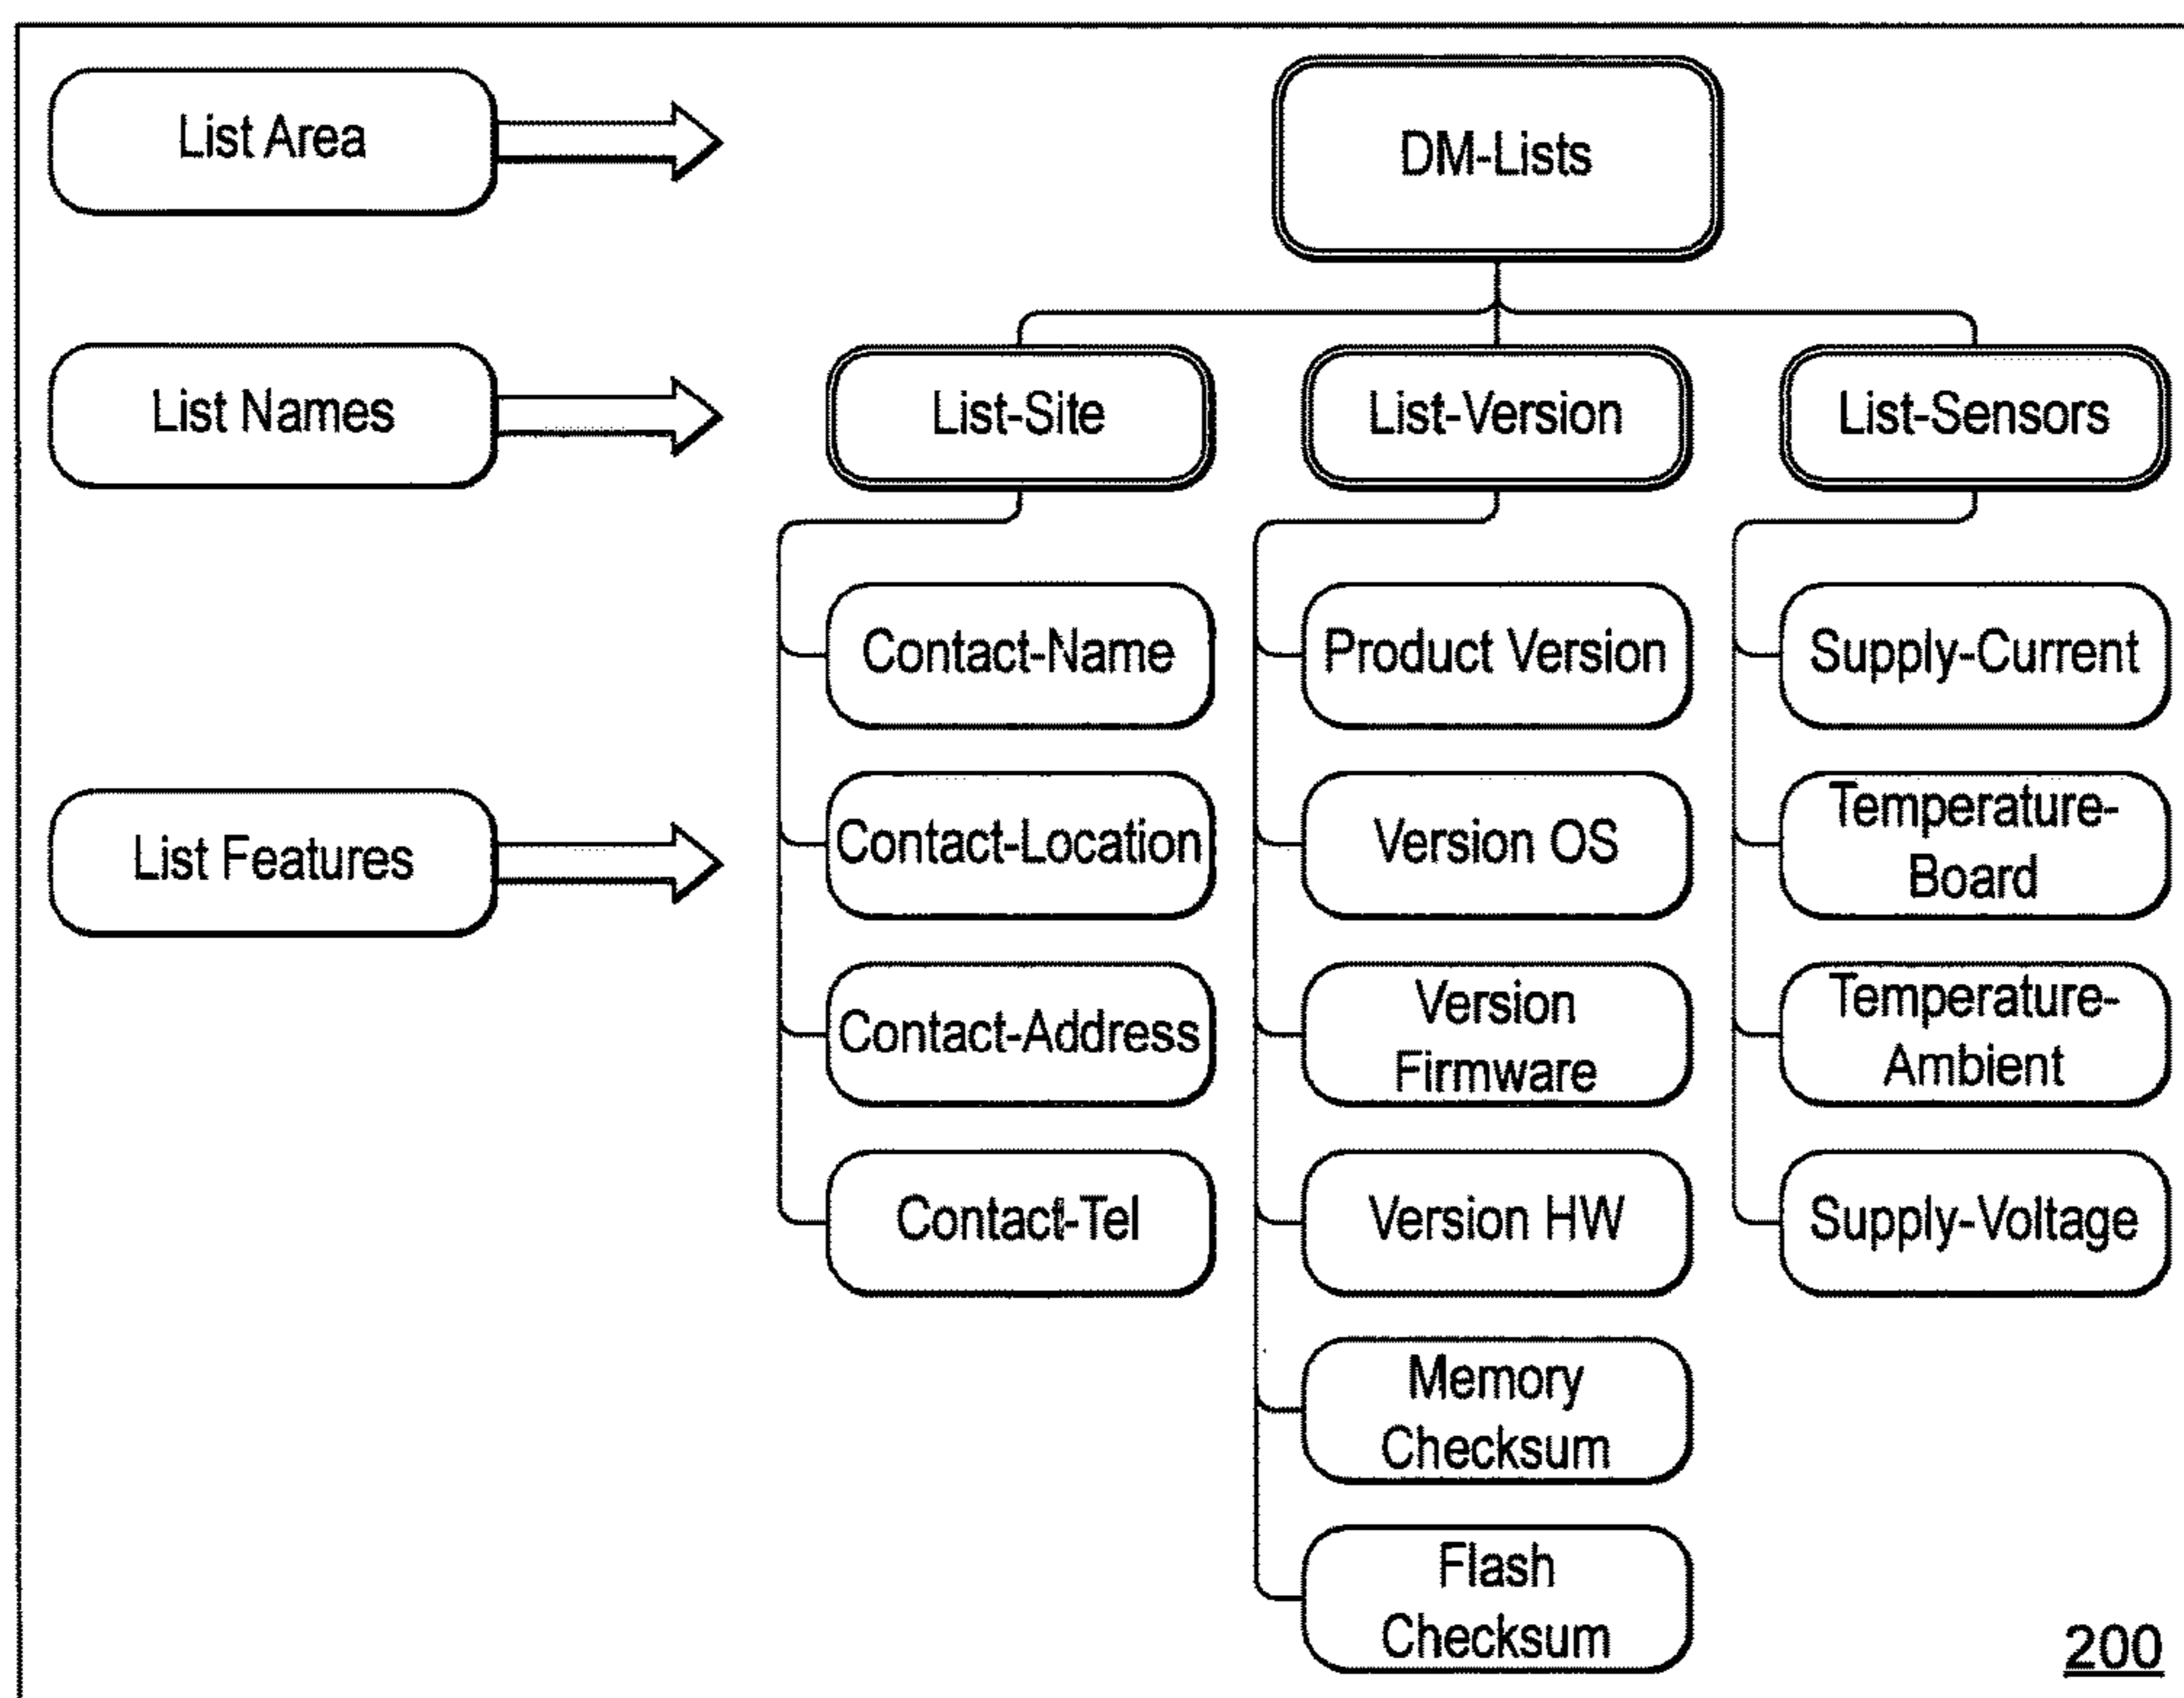 List Area
DM-Lists
List Names
List-Site
List-Version
List-Sensors
List Features
Contact-Name
Contact-Location
Contact-Address
Contact-Tel
Product Version
Version OS
Version
Firmware
Version HW
Memory
Checksum
Flash
Checksum
Supply-Current
Temperature-
Board
Temperature-
Ambient
Supply-Voltage
200